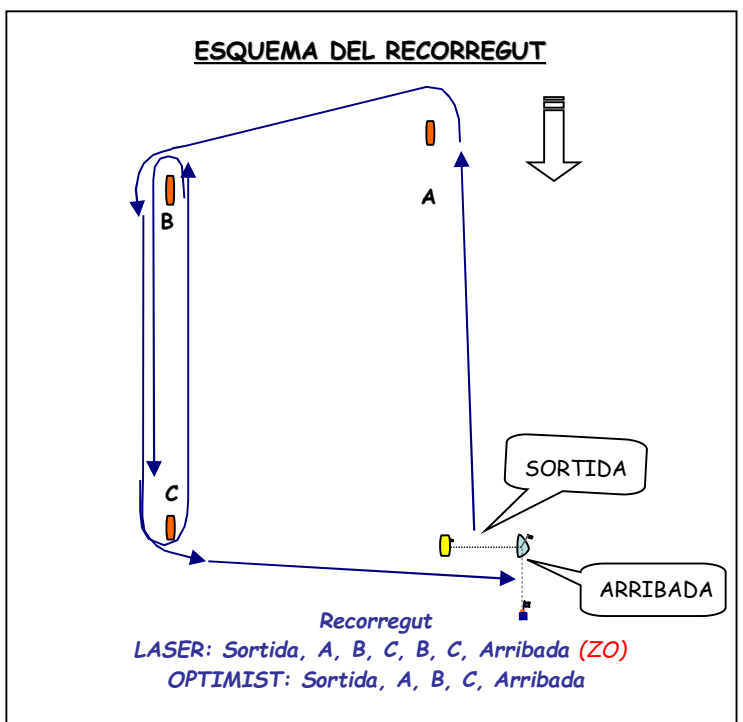 ESQUEMA DEL RECORREGUT
A
B
C
SORTIDA
ARRIBADA
Recorregut
LASER: Sortida, A, B, C, B, C, Arribada (ZO)
OPTIMIST: Sortida, A, B, C, Arribada